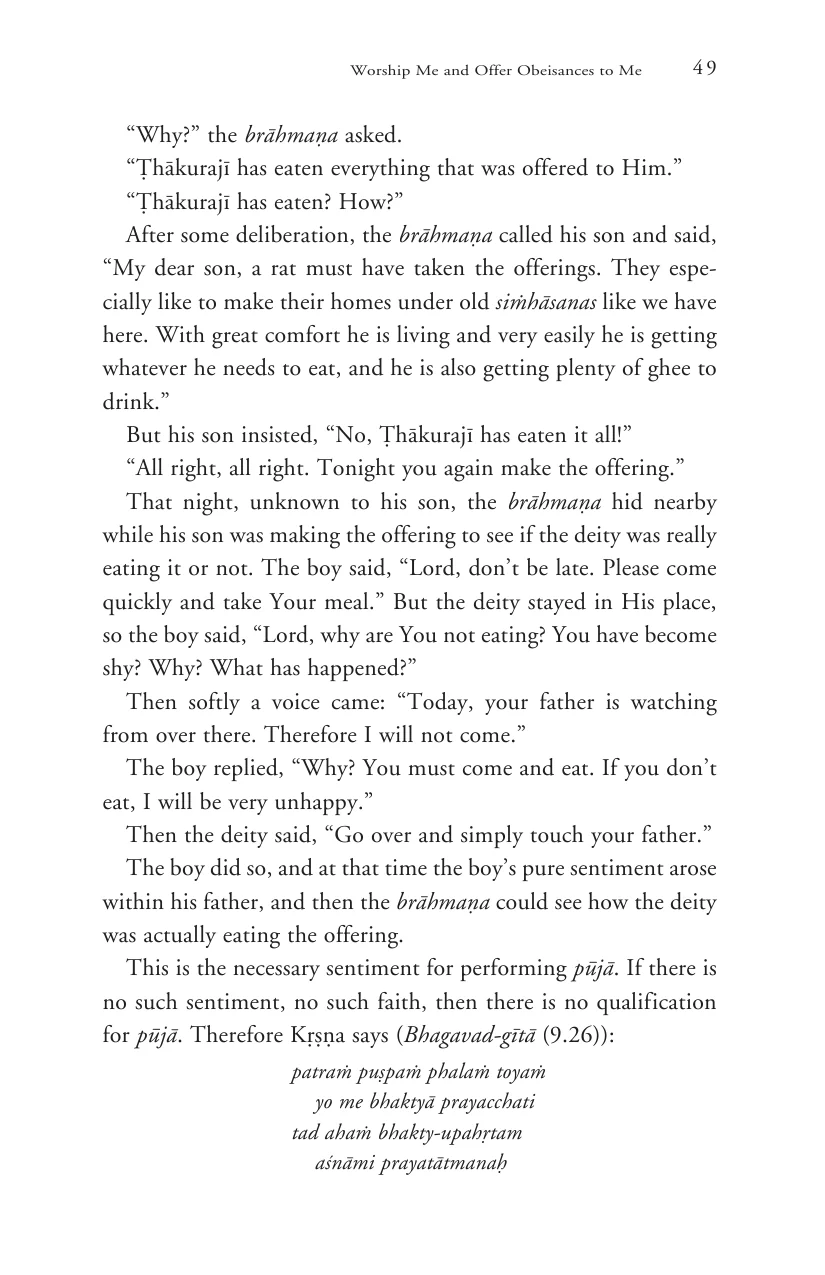 Worship Me and Offer Obeisances to Me 49
“Why?” the brāhmaṇa asked.
“Ṭhākurajī has eaten everything that was offered to Him.”
“Ṭhākurajī has eaten? How?”
After some deliberation, the brāhmaṇa called his son and said,
“My dear son, a rat must have taken the offerings. They espe-
cially like to make their homes under old siṁhāsanas like we have
here. With great comfort he is living and very easily he is getting
whatever he needs to eat, and he is also getting plenty of ghee to
drink.”
But his son insisted, “No, Ṭhākurajī has eaten it all!”
“All right, all right. Tonight you again make the offering.”
That night, unknown to his son, the brāhmaṇa hid nearby
while his son was making the offering to see if the deity was really
eating it or not. The boy said, “Lord, don’t be late. Please come
quickly and take Your meal.” But the deity stayed in His place,
so the boy said, “Lord, why are You not eating? You have become
shy? Why? What has happened?”
Then softly a voice came: “Today, your father is watching
from over there. Therefore I will not come.”
The boy replied, “Why? You must come and eat. If you don’t
eat, I will be very unhappy.”
Then the deity said, “Go over and simply touch your father.”
The boy did so, and at that time the boy’s pure sentiment arose
within his father, and then the brāhmaṇa could see how the deity
was actually eating the offering.
This is the necessary sentiment for performing pūjā. If there is
no such sentiment, no such faith, then there is no qualification
for pūjā. Therefore Kṛṣṇa says (Bhagavad-gītā (9.26)):
patraṁ puṣpaṁ phalaṁ toyaṁ
yo me bhaktyā prayacchati
tad ahaṁ bhakty-upahṛtam
aśnāmi prayatātmanaḥ